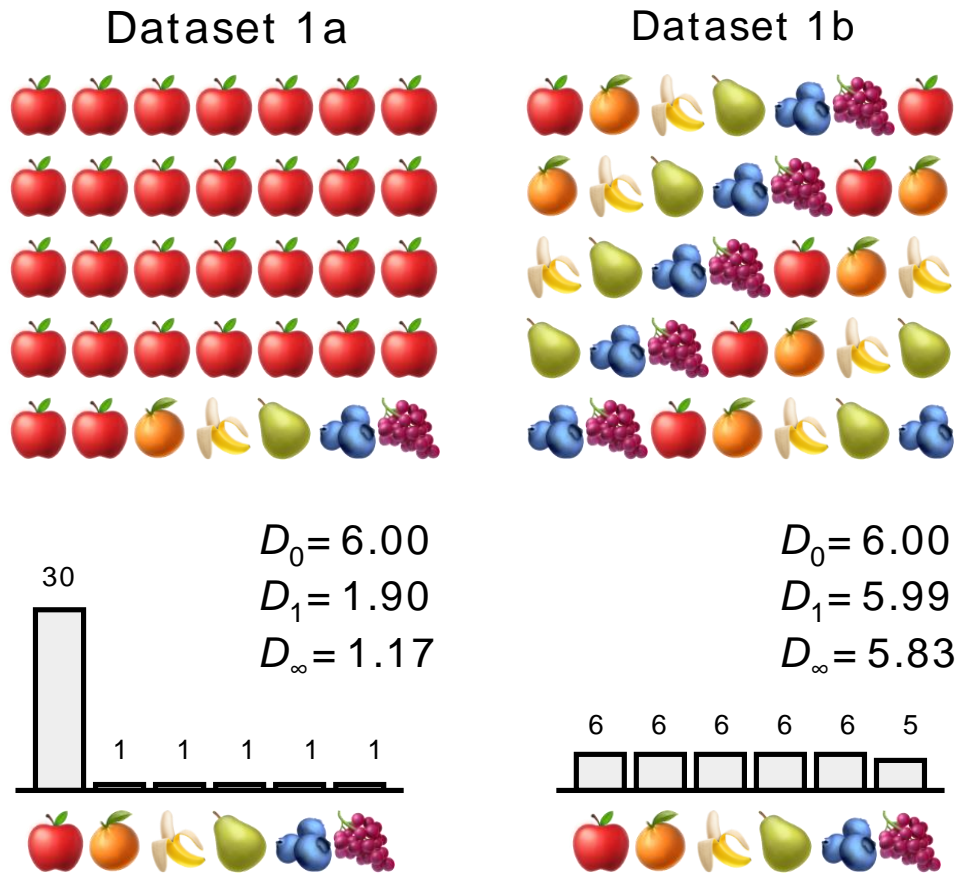 Dataset 1a
Dataset 1b
D0= 6.00
D1= 1.90
D∞= 1.17
30
1 1 1 1 1
D0= 6.00
D1= 5.99
D∞= 5.83
6 6 6 6 6 5